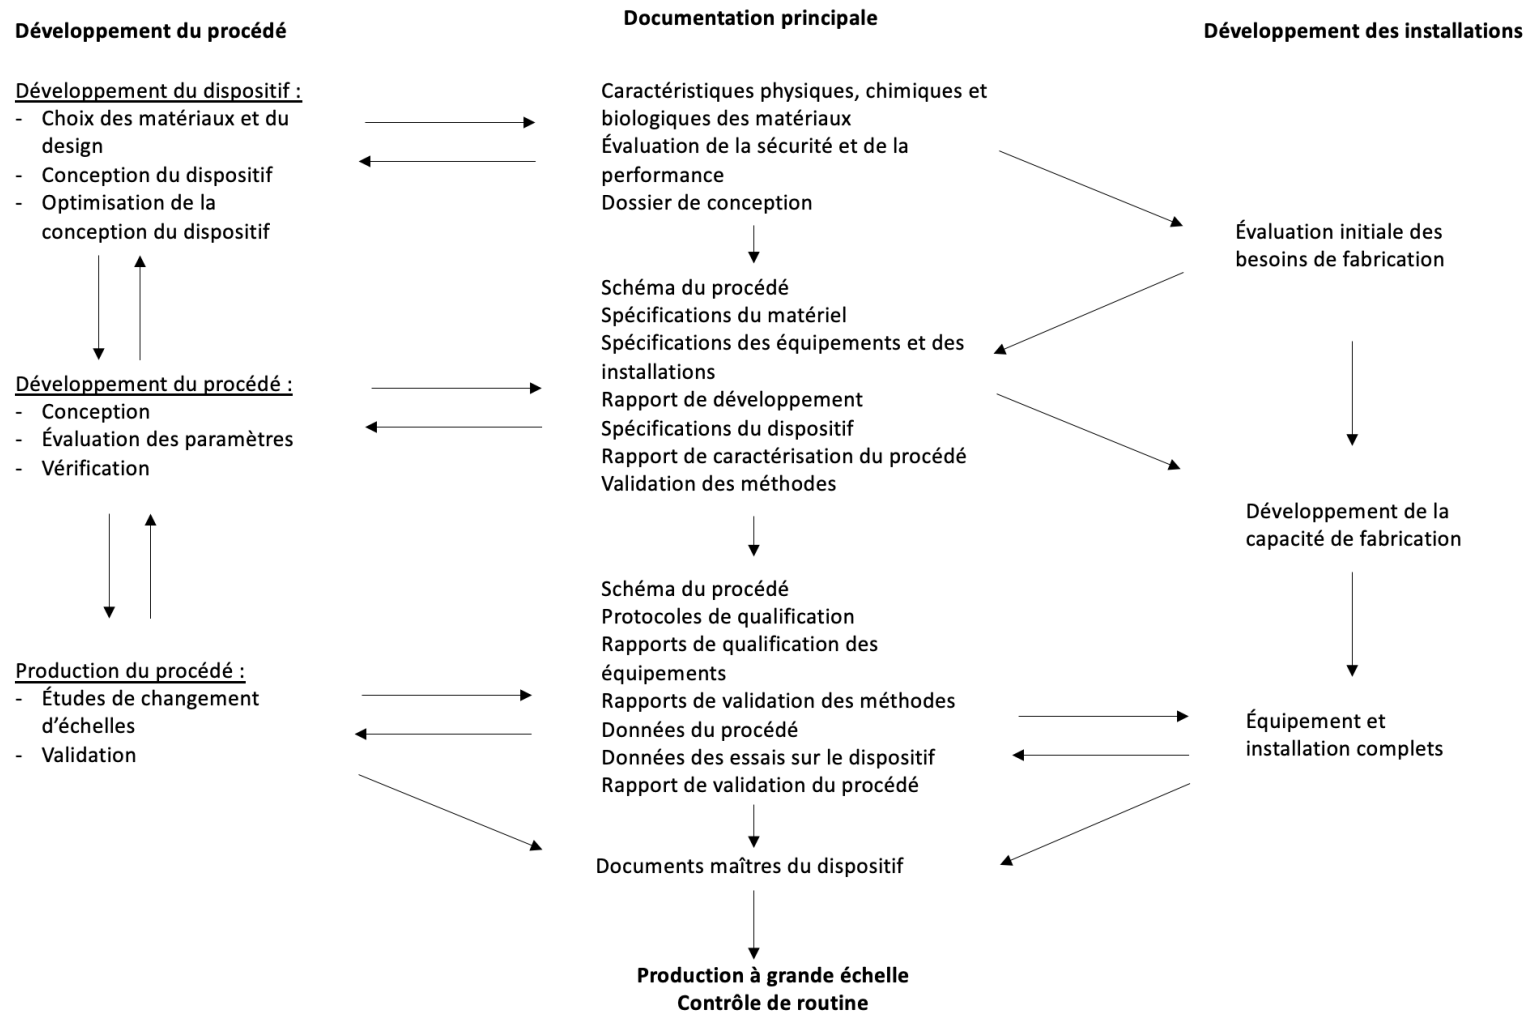 Développement du procédé
Documentation principale
Développement des installations
Développement du dispositif :
- Choix des matériaux et du
design
- Conception du dispositif
- Optimisation de la
conception du dispositif
Caractéristiques physiques, chimiques et
biologiques des matériaux
Évaluation de la sécurité et de la
performance
Dossier de conception
Évaluation initiale des
besoins de fabrication
Schéma du procédé
Spécifications du matériel
Spécifications des équipements et des
installations
Rapport de développement
Spécifications du dispositif
Rapport de caractérisation du procédé
Validation des méthodes
Développement du procédé :
- Conception
- Évaluation des paramètres
- Vérification
Développement de la
capacité de fabrication
Schéma du procédé
Protocoles de qualification
Rapports de qualification des
équipements
Rapports de validation des méthodes
Données du procédé
Données des essais sur le dispositif
Rapport de validation du procédé
Production du procédé :
- Études de changement
d’échelles
- Validation
Équipement et
installation complets
Documents maîtres du dispositif
Production à grande échelle
Contrôle de routine